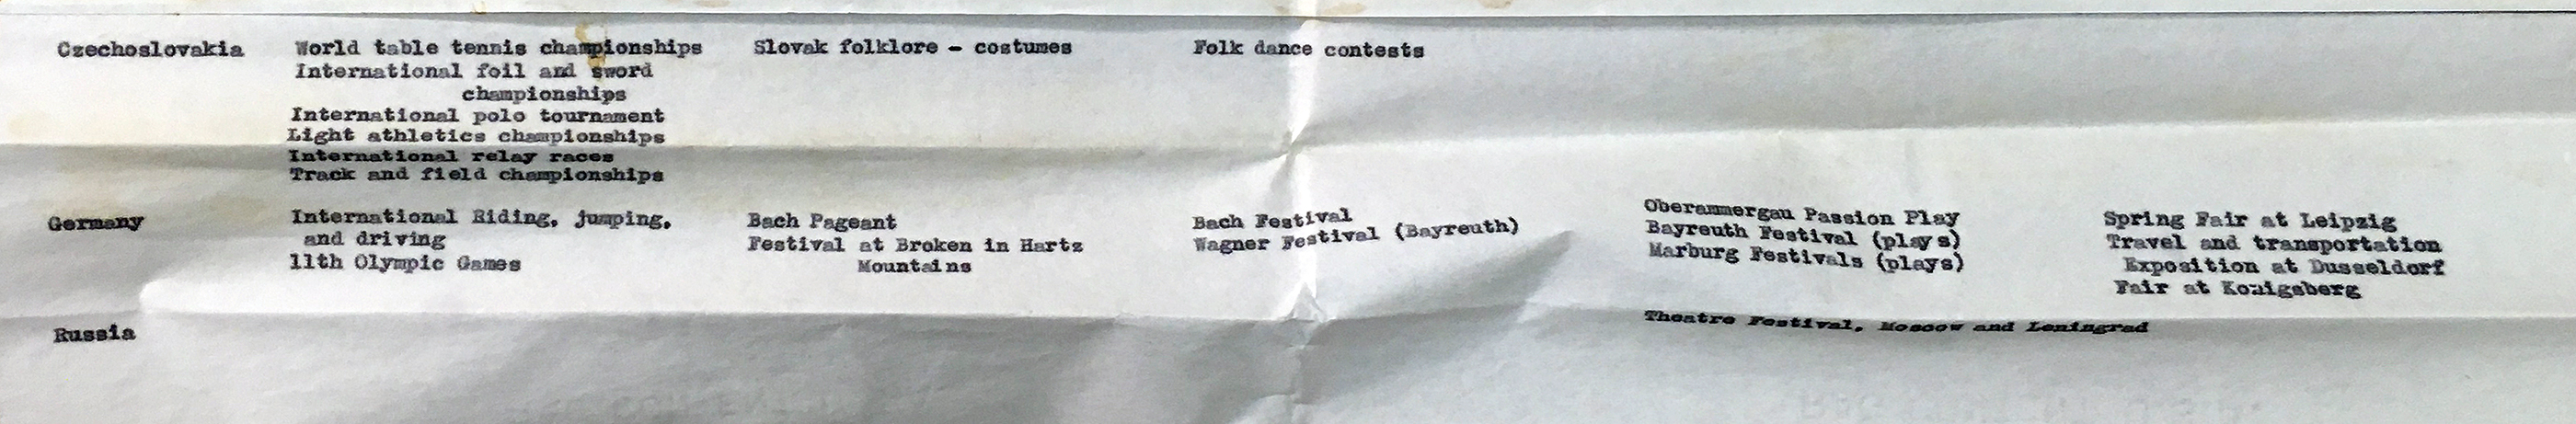 Czechoslovakia
World table tennis championships
International foil and sword
championships
International polo tournament
Light athletics championships
International relay races
Track and field championships
Slovak folklore - costumes
Folk dance contests
Germany
International Riding, jumping,
and driving
11th Olympic Games
Bach Pageant
Festival at Broken in Hartz
Mountains
Bach Festival
Wagner Festival (Bayreuth)
Oberammergau Passion Play
Bayreuth Festival (plays)
Marburg Festivals (plays)
Spring Fair at Leipzig
Travel and transportation
Exposition at Dusseldorf
Fair at Konigsberg
Russia
Theatre Festival, Moscow and Leningrad